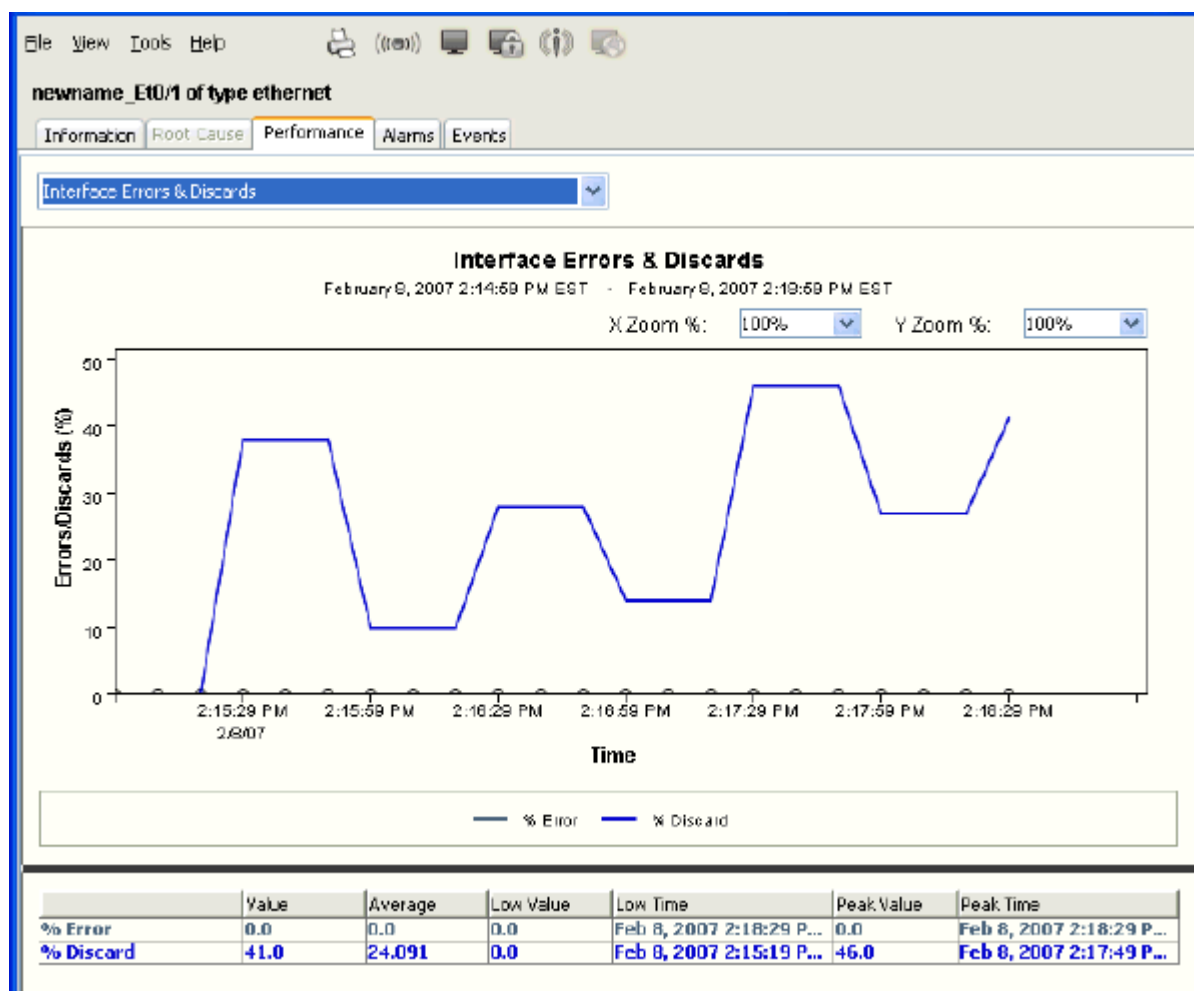 File View Tools Help
newname_Et0/1 of type ethernet
Information Root Cause Performance Alarms Events
Interface Errors & Discards
Interface Errors & Discards
February 8, 2007 2:14:59 PM EST - February 8, 2007 2:18:59 PM EST
X Zoom %: 100% Y Zoom %: 100%
Errors/Discards (%)
50
40
30
20
10
0
2:15:29 PM 2:15:59 PM 2:16:29 PM 2:16:59 PM 2:17:29 PM 2:17:59 PM 2:18:29 PM
2/8/07
Time
% Error % Discard
Value Average Low Value Low Time Peak Value Peak Time
% Error 0.0 0.0 0.0 Feb 8, 2007 2:18:29 P... 0.0 Feb 8, 2007 2:18:29 P...
% Discard 41.0 24.091 0.0 Feb 8, 2007 2:15:19 P... 46.0 Feb 8, 2007 2:17:49 P...